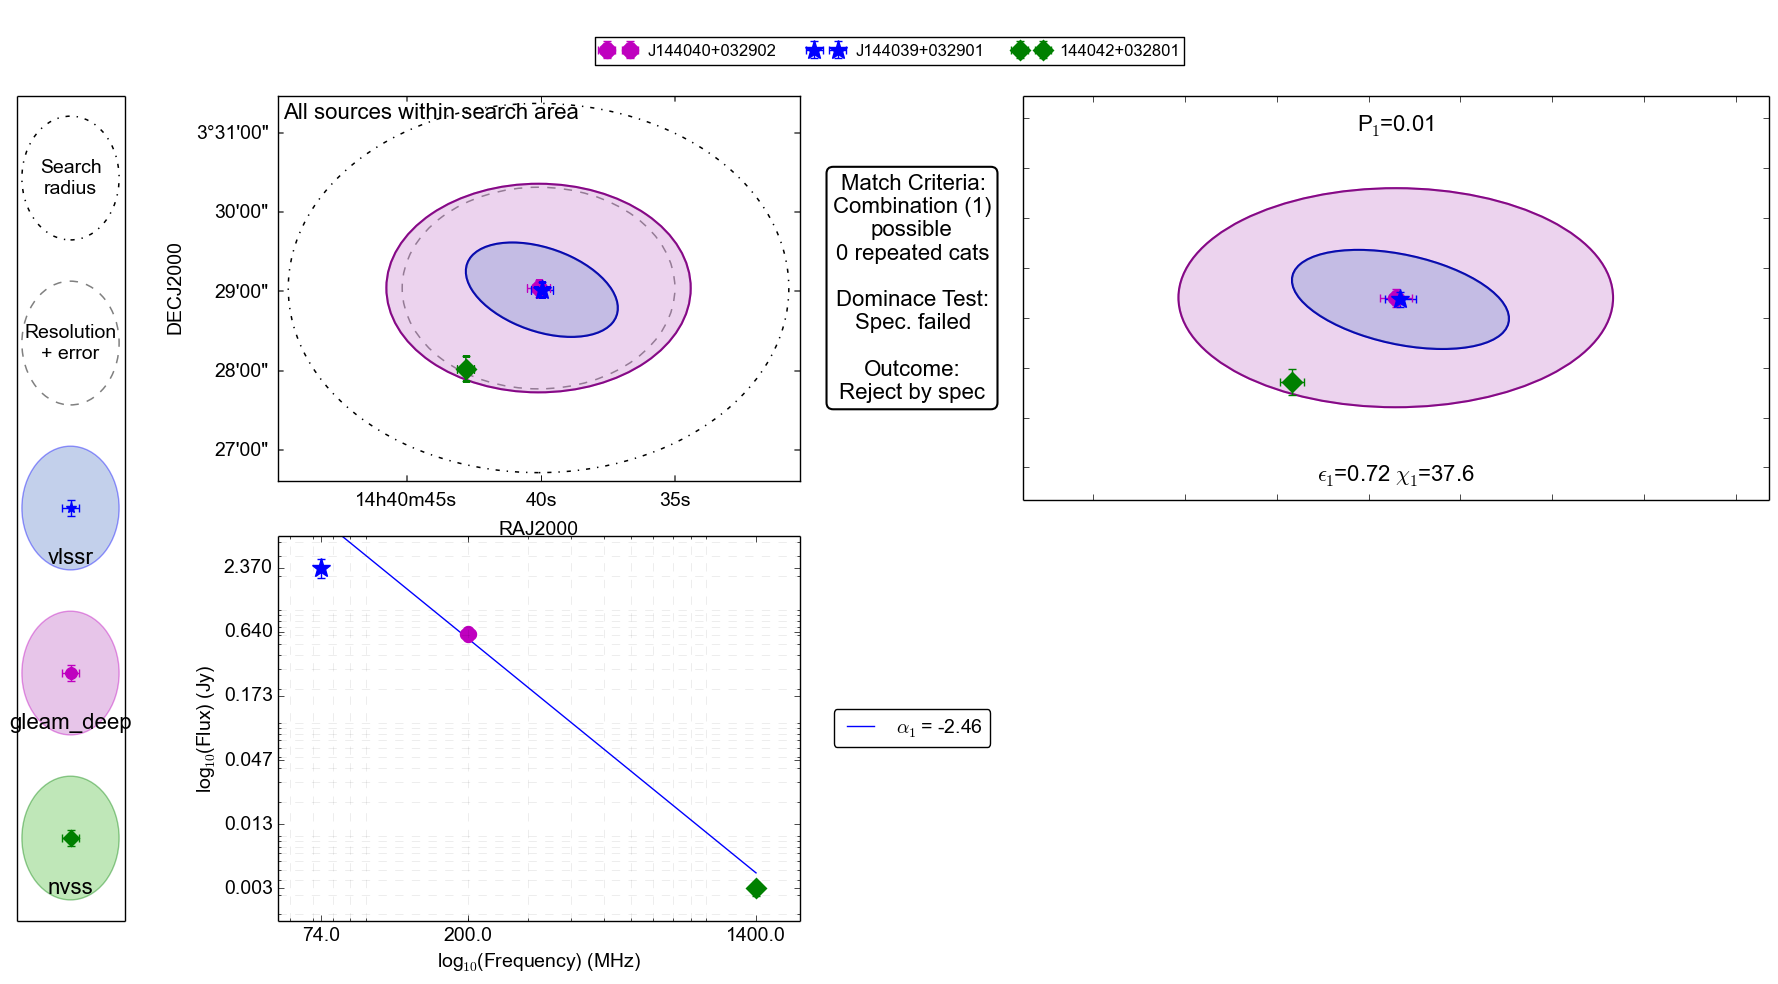 J144040+032902 J144039+032901 144042+032801
Search
radius
Resolution
+ error
vlssr
gleam_deep
nvss
All sources within search area
3°31'00"
30'00"
29'00"
28'00"
27'00"
DECJ2000
14h40m45s 40s 35s
RAJ2000
Match Criteria:
Combination (1)
possible
0 repeated cats
Dominace Test:
Spec. failed
Outcome:
Reject by spec
P₁=0.01
ϵ₁=0.72 χ₁=37.6
2.370
0.640
0.173
0.047
0.013
0.003
log₁₀(Flux) (Jy)
74.0 200.0 1400.0
log₁₀(Frequency) (MHz)
α₁ = -2.46